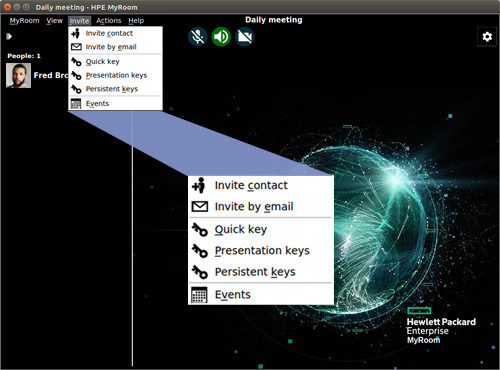 Daily meeting - HPE MyRoom
MyRoom View Invite Actions Help
Daily meeting
People: 1
Fred Bro
Invite contact
Invite by email
Quick key
Presentation keys
Persistent keys
Events
Invite contact
Invite by email
Quick key
Presentation keys
Persistent keys
Events
Hewlett Packard
Enterprise
MyRoom